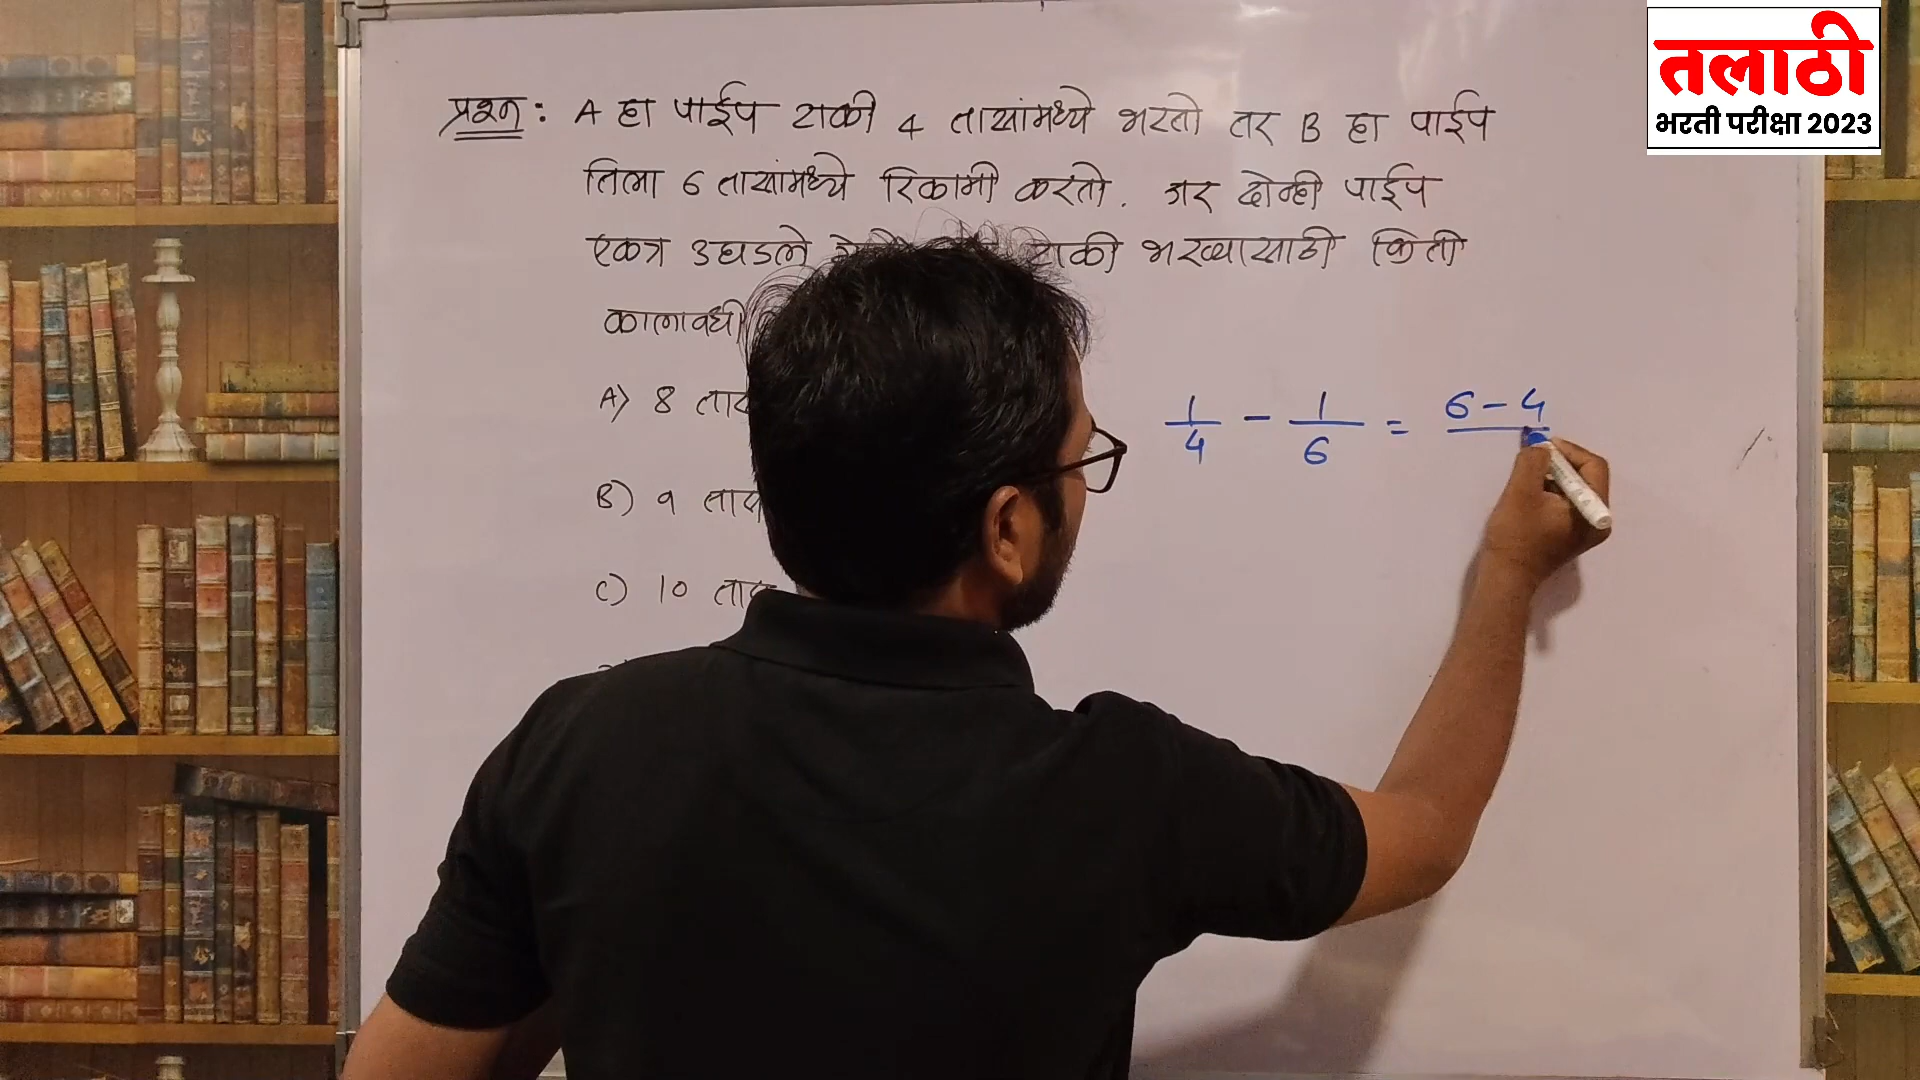 प्रश्न : A हा पाईप टाकी 4 तासांमध्ये भरतो तर B हा पाईप
तिला 6 तासांमध्ये रिकामी करतो. जर दोन्ही पाईप
एकत्र उघडले टाकी भरण्यासाठी किती
कालावधी
A) 8
B) 9
C) 10
1/4 - 1/6 = 6-4
तलाठी
भरती परीक्षा 2023